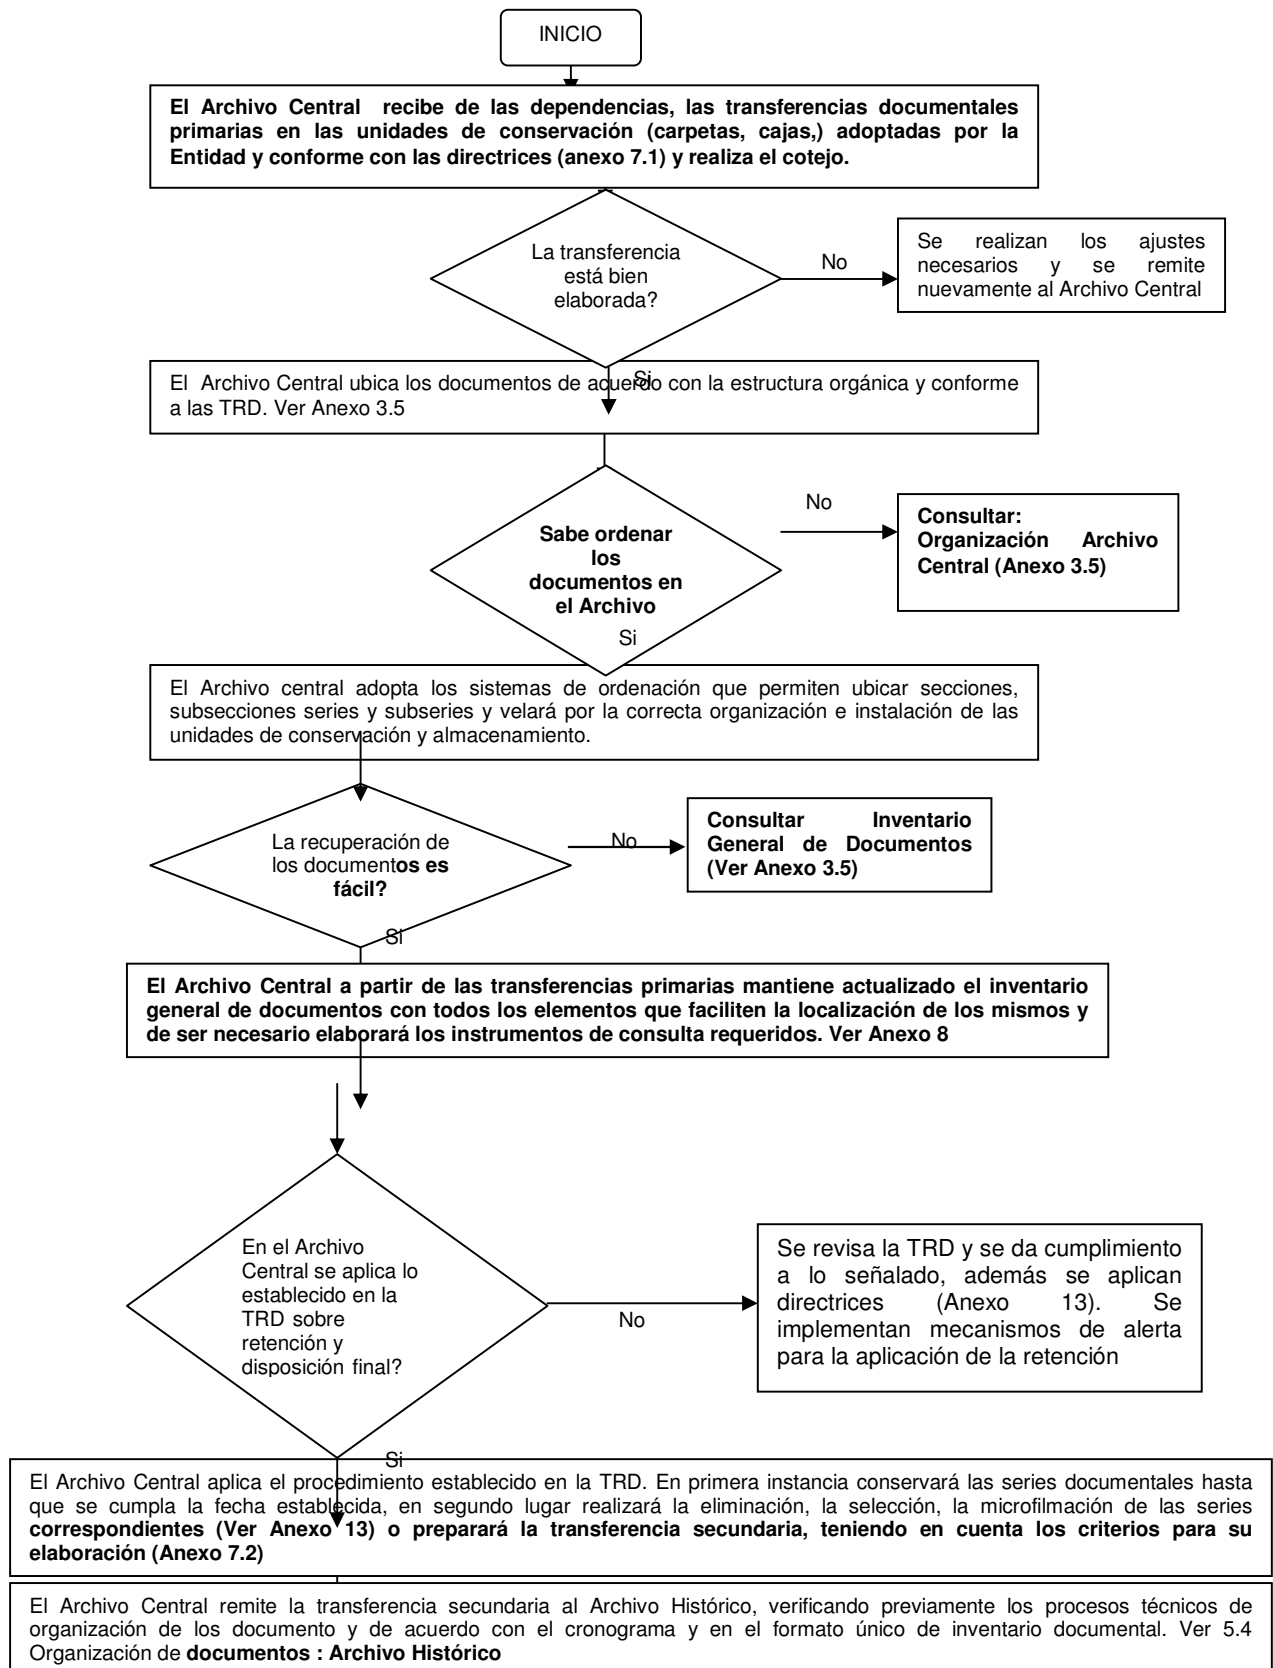 INICIO
El Archivo Central recibe de las dependencias, las transferencias documentales
primarias en las unidades de conservación (carpetas, cajas,) adoptadas por la
Entidad y conforme con las directrices (anexo 7.1) y realiza el cotejo.
La transferencia
está bien
elaborada?
No
Se realizan los ajustes
necesarios y se remite
nuevamente al Archivo Central
Si
El Archivo Central ubica los documentos de acuerdo con la estructura orgánica y conforme
a las TRD. Ver Anexo 3.5
Sabe ordenar
los
documentos en
el Archivo
No
Consultar:
Organización Archivo
Central (Anexo 3.5)
Si
El Archivo central adopta los sistemas de ordenación que permiten ubicar secciones,
subsecciones series y subseries y velará por la correcta organización e instalación de las
unidades de conservación y almacenamiento.
La recuperación de
los documentos es
fácil?
No
Consultar Inventario
General de Documentos
(Ver Anexo 3.5)
Si
El Archivo Central a partir de las transferencias primarias mantiene actualizado el inventario
general de documentos con todos los elementos que faciliten la localización de los mismos y
de ser necesario elaborará los instrumentos de consulta requeridos. Ver Anexo 8
En el Archivo
Central se aplica lo
establecido en la
TRD sobre
retención y
disposición final?
No
Se revisa la TRD y se da cumplimiento
a lo señalado, además se aplican
directrices (Anexo 13). Se
implementan mecanismos de alerta
para la aplicación de la retención
Si
El Archivo Central aplica el procedimiento establecido en la TRD. En primera instancia conservará las series documentales hasta
que se cumpla la fecha establecida, en segundo lugar realizará la eliminación, la selección, la microfilmación de las series
correspondientes (Ver Anexo 13) o preparará la transferencia secundaria, teniendo en cuenta los criterios para su
elaboración (Anexo 7.2)
El Archivo Central remite la transferencia secundaria al Archivo Histórico, verificando previamente los procesos técnicos de
organización de los documento y de acuerdo con el cronograma y en el formato único de inventario documental. Ver 5.4
Organización de documentos : Archivo Histórico